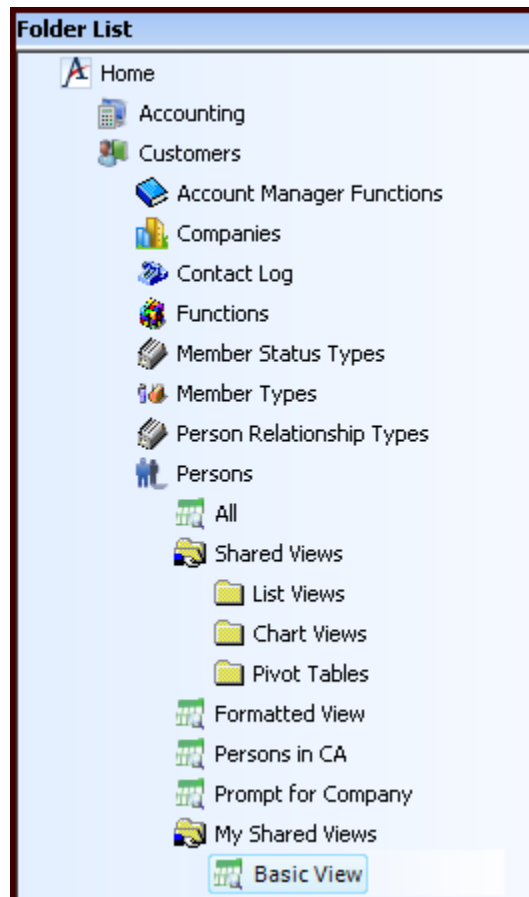 Folder List
Home
Accounting
Customers
Account Manager Functions
Companies
Contact Log
Functions
Member Status Types
Member Types
Person Relationship Types
Persons
All
Shared Views
List Views
Chart Views
Pivot Tables
Formatted View
Persons in CA
Prompt for Company
My Shared Views
Basic View